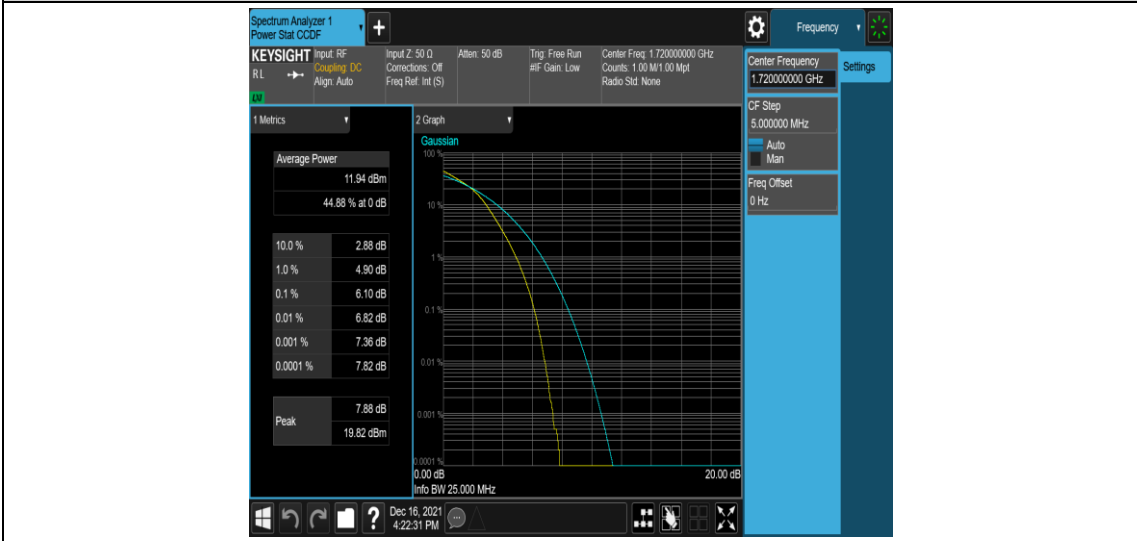 Spectrum Analyzer 1
Power Stat CCDF
+
Frequency
KEYSIGHT
RL
LXI
Input: RF
Coupling: DC
Align: Auto
Input Z: 50 Ω
Corrections: Off
Freq Ref: Int (S)
Atten: 50 dB
Trig: Free Run
#IF Gain: Low
Center Freq: 1.720000000 GHz
Counts: 1.00 M/1.00 Mpt
Radio Std: None
Center Frequency
1.720000000 GHz
Settings
CF Step
5.000000 MHz
Auto
Man
Freq Offset
0 Hz
1 Metrics
Average Power
11.94 dBm
44.88 % at 0 dB
10.0 % 2.88 dB
1.0 % 4.90 dB
0.1 % 6.10 dB
0.01 % 6.82 dB
0.001 % 7.36 dB
0.0001 % 7.82 dB
Peak 7.88 dB
19.82 dBm
2 Graph
Gaussian
100 %
10 %
1 %
0.1 %
0.01 %
0.001 %
0.0001 %
0.00 dB 20.00 dB
Info BW 25.000 MHz
?
Dec 16, 2021
4:22:31 PM